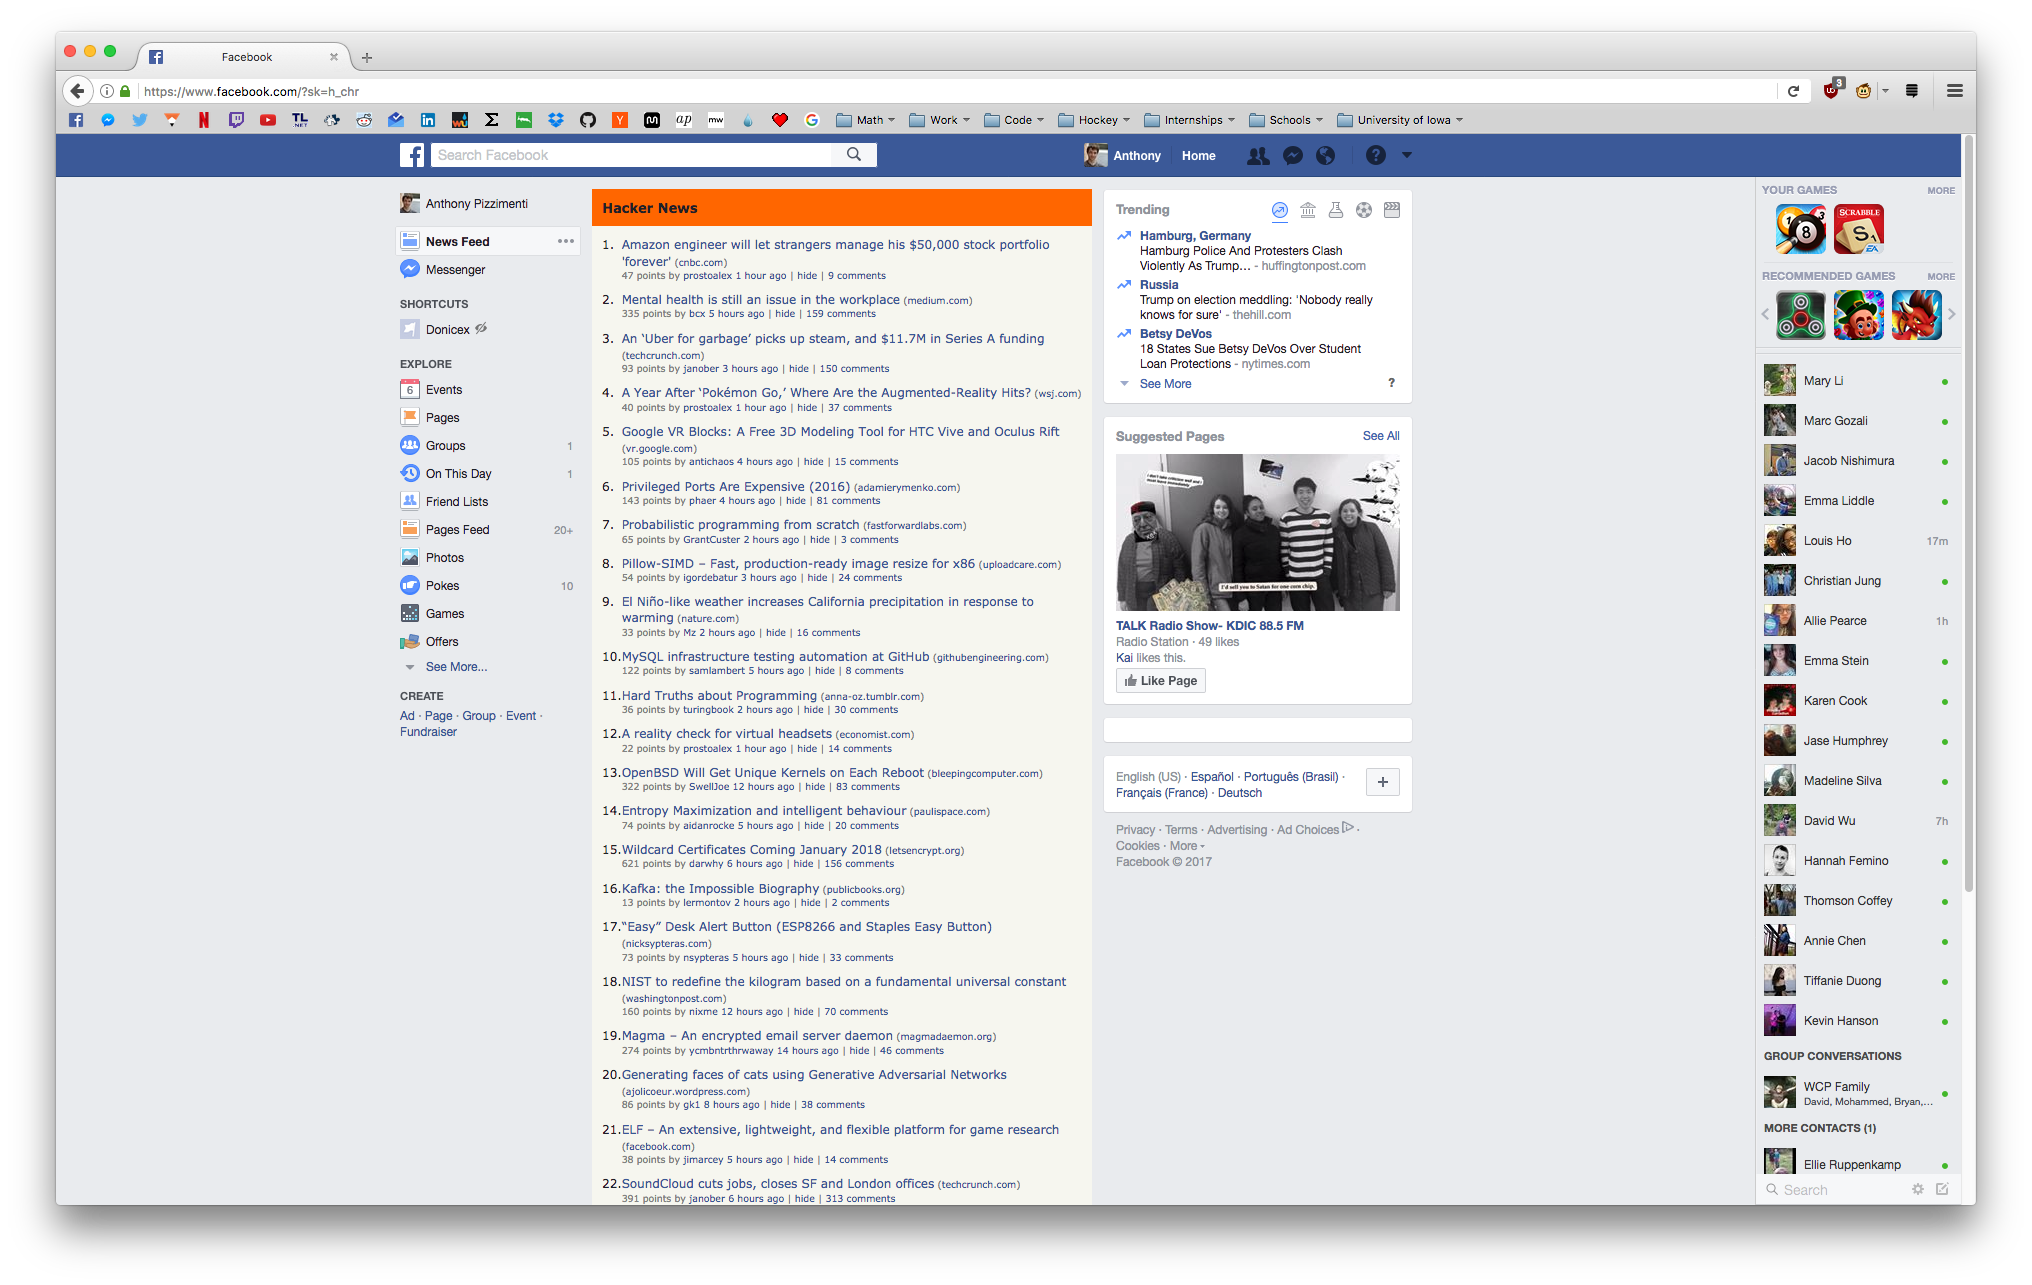 Facebook
https://www.facebook.com/?sk=h_chr
3
TL
NET
ap
mw
Math
Work
Code
Hockey
Internships
Schools
University of Iowa
Search Facebook
Anthony
Home
Anthony Pizzimenti
News Feed
Messenger
SHORTCUTS
Donicex
EXPLORE
6
Events
Pages
Groups 1
On This Day 1
Friend Lists
Pages Feed 20+
Photos
Pokes 10
Games
Offers
See More...
CREATE
Ad · Page · Group · Event ·
Fundraiser
Hacker News
1. Amazon engineer will let strangers manage his $50,000 stock portfolio
'forever' (cnbc.com)
47 points by prostoalex 1 hour ago | hide | 9 comments
2. Mental health is still an issue in the workplace (medium.com)
335 points by bcx 5 hours ago | hide | 159 comments
3. An ‘Uber for garbage’ picks up steam, and $11.7M in Series A funding
(techcrunch.com)
93 points by janober 3 hours ago | hide | 150 comments
4. A Year After ‘Pokémon Go,’ Where Are the Augmented-Reality Hits? (wsj.com)
40 points by prostoalex 1 hour ago | hide | 37 comments
5. Google VR Blocks: A Free 3D Modeling Tool for HTC Vive and Oculus Rift
(vr.google.com)
105 points by antichaos 4 hours ago | hide | 15 comments
6. Privileged Ports Are Expensive (2016) (adamierymenko.com)
143 points by phaer 4 hours ago | hide | 81 comments
7. Probabilistic programming from scratch (fastforwardlabs.com)
65 points by GrantCuster 2 hours ago | hide | 3 comments
8. Pillow-SIMD – Fast, production-ready image resize for x86 (uploadcare.com)
54 points by igordebatur 3 hours ago | hide | 24 comments
9. El Niño-like weather increases California precipitation in response to
warming (nature.com)
33 points by Mz 2 hours ago | hide | 16 comments
10. MySQL infrastructure testing automation at GitHub (githubengineering.com)
122 points by samlambert 5 hours ago | hide | 8 comments
11. Hard Truths about Programming (anna-oz.tumblr.com)
36 points by turingbook 2 hours ago | hide | 30 comments
12. A reality check for virtual headsets (economist.com)
22 points by prostoalex 1 hour ago | hide | 14 comments
13. OpenBSD Will Get Unique Kernels on Each Reboot (bleepingcomputer.com)
322 points by SwellJoe 12 hours ago | hide | 83 comments
14. Entropy Maximization and intelligent behaviour (paulispace.com)
74 points by aidanrocke 5 hours ago | hide | 20 comments
15. Wildcard Certificates Coming January 2018 (letsencrypt.org)
621 points by darwhy 6 hours ago | hide | 156 comments
16. Kafka: the Impossible Biography (publicbooks.org)
13 points by lermontov 2 hours ago | hide | 2 comments
17. “Easy” Desk Alert Button (ESP8266 and Staples Easy Button)
(nicksypteras.com)
73 points by nsypteras 5 hours ago | hide | 33 comments
18. NIST to redefine the kilogram based on a fundamental universal constant
(washingtonpost.com)
160 points by nixme 12 hours ago | hide | 70 comments
19. Magma – An encrypted email server daemon (magmadaemon.org)
274 points by ycmbntrthrwaway 14 hours ago | hide | 46 comments
20. Generating faces of cats using Generative Adversarial Networks
(ajolicoeur.wordpress.com)
86 points by gk1 8 hours ago | hide | 38 comments
21. ELF – An extensive, lightweight, and flexible platform for game research
(facebook.com)
38 points by jimarcey 5 hours ago | hide | 14 comments
22. SoundCloud cuts jobs, closes SF and London offices (techcrunch.com)
391 points by janober 6 hours ago | hide | 313 comments
Trending
Hamburg, Germany
Hamburg Police And Protesters Clash
Violently As Trump... - huffingtonpost.com
Russia
Trump on election meddling: 'Nobody really
knows for sure' - thehill.com
Betsy DeVos
18 States Sue Betsy DeVos Over Student
Loan Protections - nytimes.com
See More ?
Suggested Pages See All
I'd sell you to Satan for one corn chip.
TALK Radio Show- KDIC 88.5 FM
Radio Station · 49 likes
Kai likes this.
Like Page
English (US) · Español · Português (Brasil) ·
Français (France) · Deutsch
+
Privacy · Terms · Advertising · Ad Choices ·
Cookies · More
Facebook © 2017
YOUR GAMES MORE
8
SCRABBLE
S1
EA
RECOMMENDED GAMES MORE
Mary Li
Marc Gozali
Jacob Nishimura
Emma Liddle
Louis Ho 17m
Christian Jung
Allie Pearce 1h
Emma Stein
Karen Cook
Jase Humphrey
Madeline Silva
David Wu 7h
Hannah Femino
Thomson Coffey
Annie Chen
Tiffanie Duong
Kevin Hanson
GROUP CONVERSATIONS
WCP Family
David, Mohammed, Bryan,...
MORE CONTACTS (1)
Ellie Ruppenkamp
Search